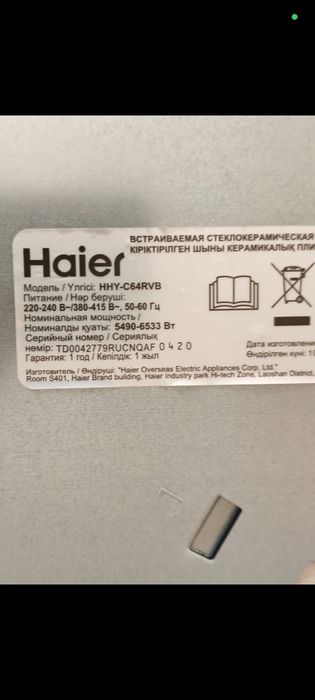 ВСТРАИВАЕМАЯ СТЕКЛОКЕРАМИЧЕСКАЯ
КІРІКТІРІЛГЕН ШЫНЫ КЕРАМИКАЛЫҚ ПЛИ
Haier
Модель / Үлгісі: HHY-C64RVB
Питание / Нәр беруші:
220-240 В~/380-415 В~, 50-60 Гц
Номинальная мощность /
Номиналды қуаты: 5490-6533 Вт
Серийный номер / Сериялық
нөмір: TD0042779RUCNQAF 0 4 2 0
Гарантия: 1 год / Кепілдік: 1 жыл
Дата изготовления
Өндірілген күні: 10
Изготовитель / Өндіруші: "Haier Overseas Electric Appliances Corp. Ltd."
Room S401, Haier Brand building, Haier Industry park Hi-tech Zone, Laoshan District,